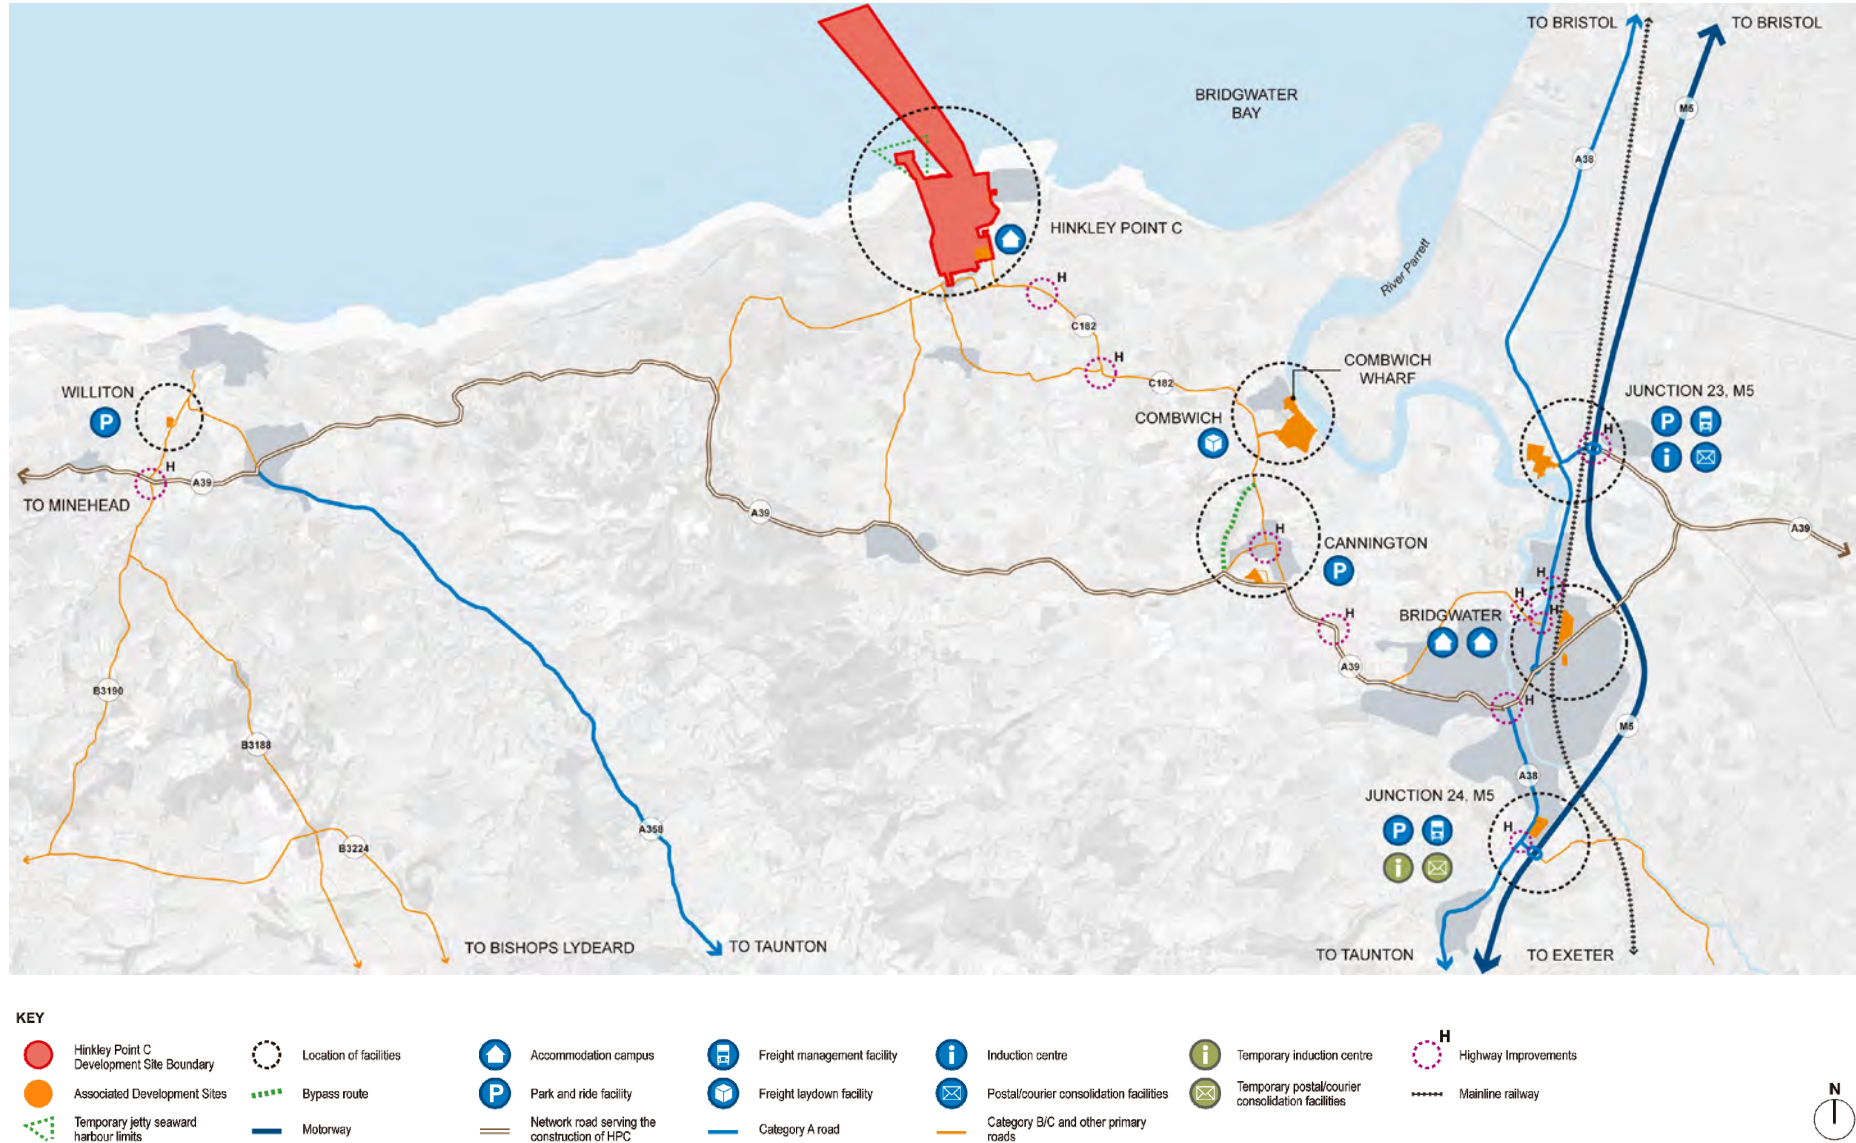 TO BRISTOL
TO BRISTOL
BRIDGWATER
BAY
M5
A38
HINKLEY POINT C
River Parrett
H
C182
H
C182
COMBWICH
WHARF
COMBWICH
WILLITON
P
JUNCTION 23, M5
P
H
i
H
A39
TO MINEHEAD
A39
A39
H
CANNINGTON
P
H
H
H
H
BRIDGWATER
A39
H
B3190
M5
B3188
A38
JUNCTION 24, M5
P
H
i
A358
B3224
TO BISHOPS LYDEARD
TO TAUNTON
TO TAUNTON
TO EXETER
KEY
Hinkley Point C
Development Site Boundary
Location of facilities
Accommodation campus
Freight management facility
i
Induction centre
i
Temporary induction centre
H
Highway Improvements
Associated Development Sites
Bypass route
P
Park and ride facility
Freight laydown facility
Postal/courier consolidation facilities
Temporary postal/courier
consolidation facilities
Mainline railway
Temporary jetty seaward
harbour limits
Motorway
Network road serving the
construction of HPC
Category A road
Category B/C and other primary
roads
N